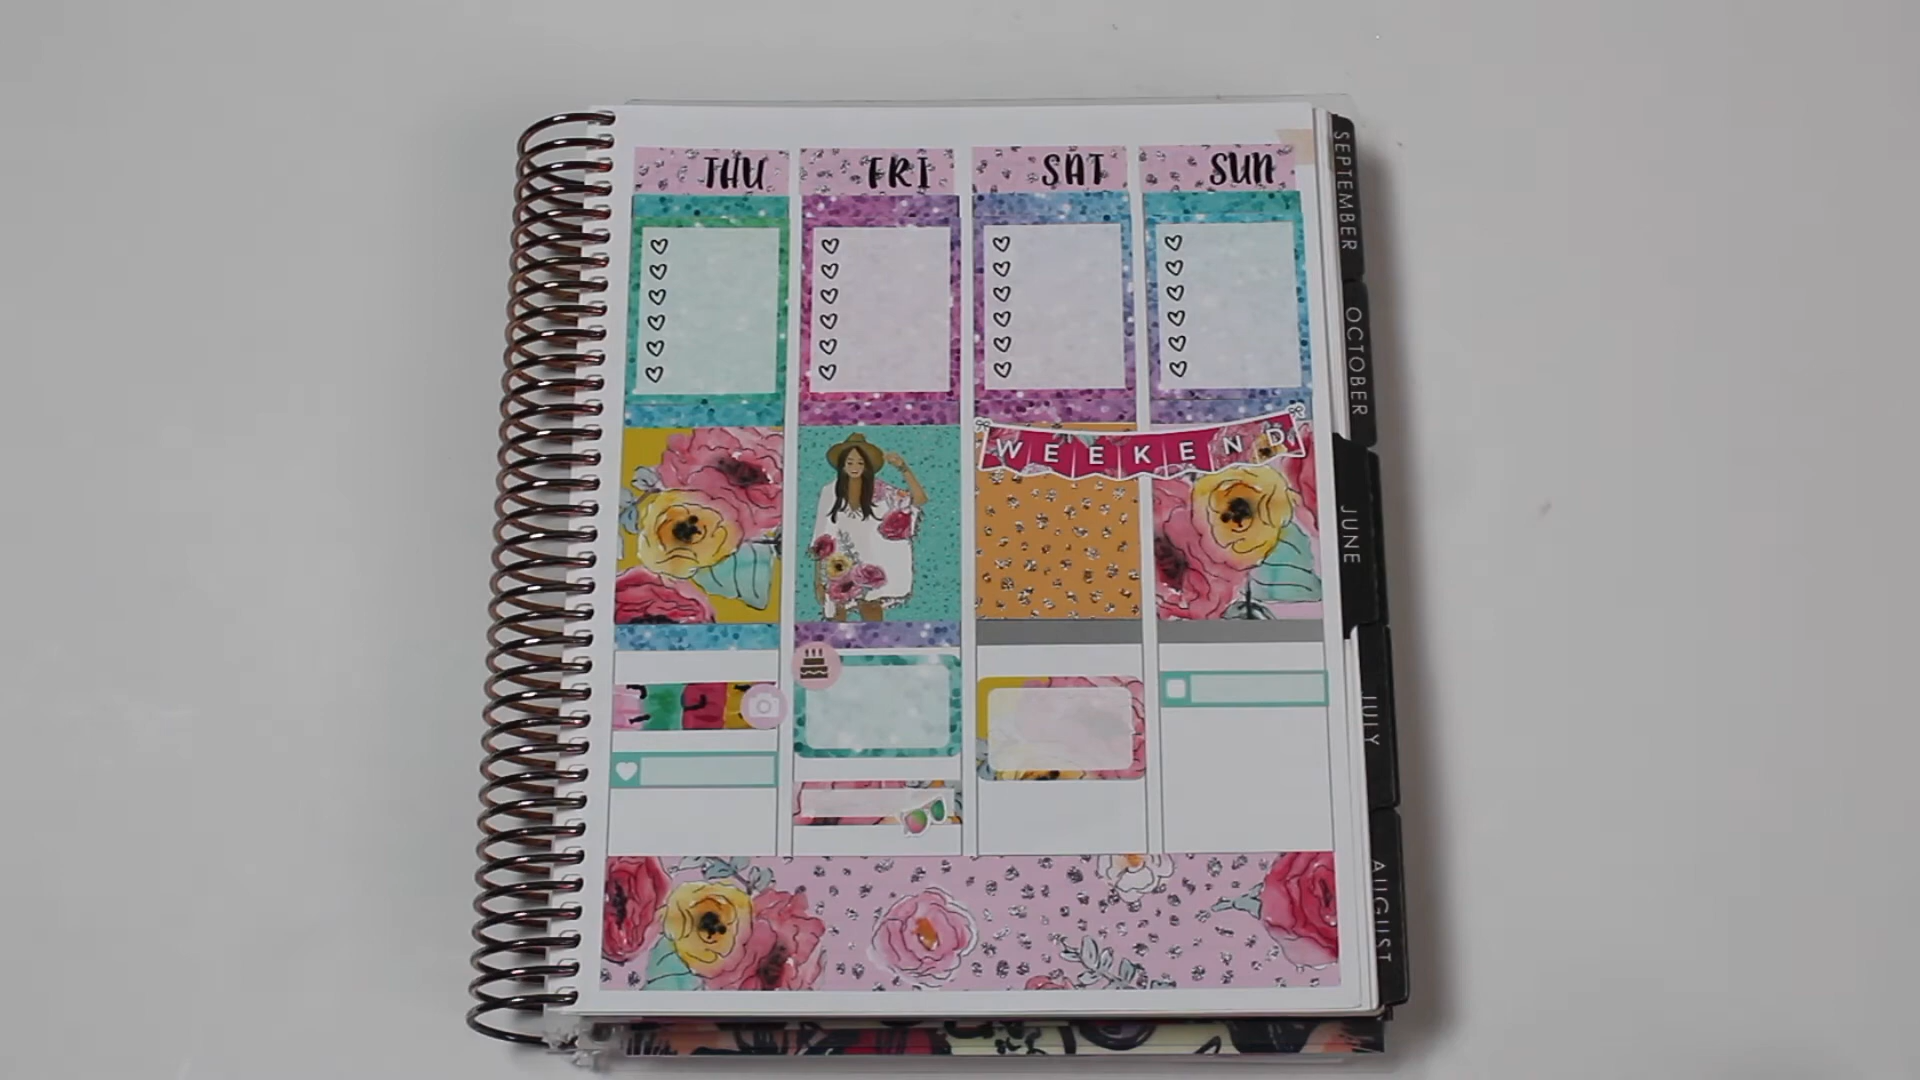 THU FRI SAT SUN
WEEKEND
SEPTEMBER
OCTOBER
JUNE
JULY
AUGUST